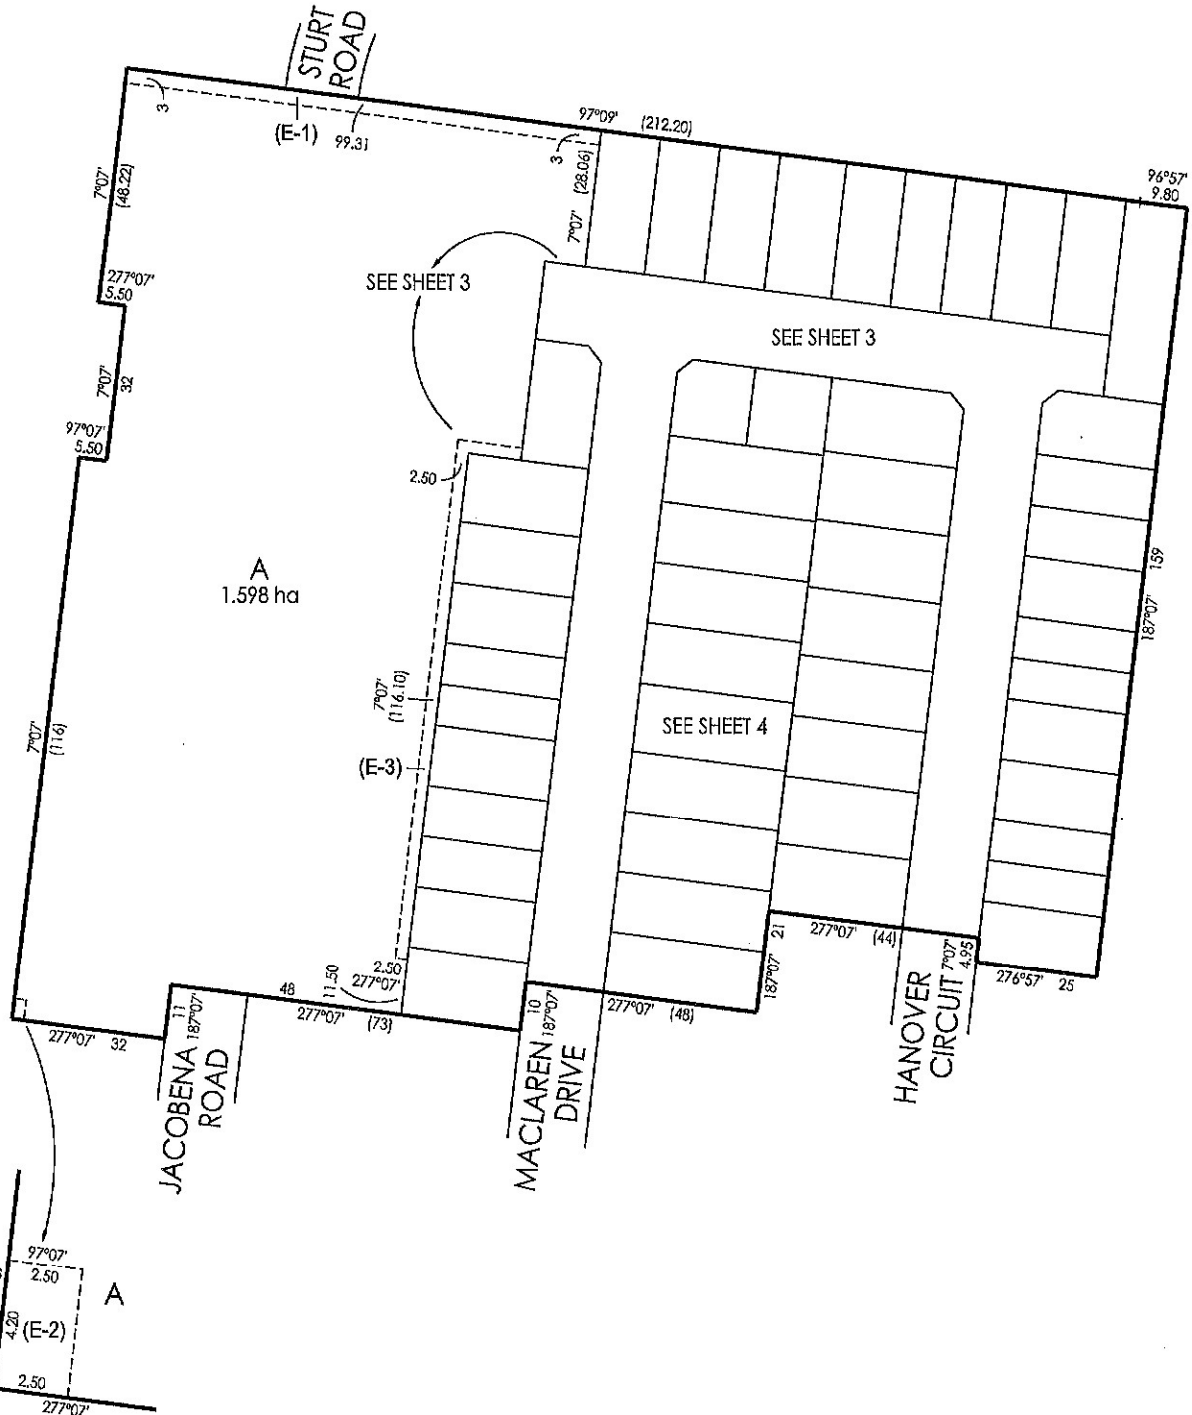 STURT
ROAD
97°09' (212.20)
96°57'
9.80
3
(E-1)
99.31
3
7°07'
(28.06)
7°07'
(48.22)
277°07'
5.50
SEE SHEET 3
SEE SHEET 3
7°07'
32
97°07'
5.50
2.50
A
1.598 ha
159
187°07'
7°07'
(116.10)
SEE SHEET 4
7°07'
(116)
(E-3)
21
187°07'
277°07' (44)
7°07'
4.95
276°57' 25
2.50
277°07'
11.50
48
277°07' (73)
10
187°07'
277°07' (48)
11
187°07'
277°07' 32
JACOBENA
ROAD
MACLAREN
DRIVE
HANOVER
CIRCUIT
97°07'
2.50
A
4.20
(E-2)
2.50
277°07'